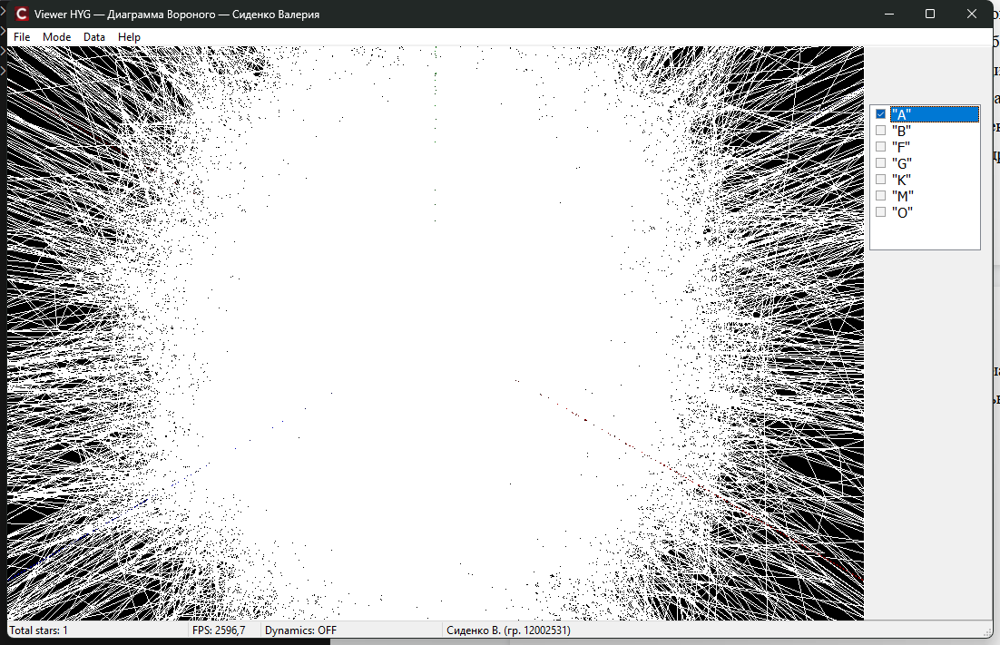 Viewer HYG — Диаграмма Вороного — Сиденко Валерия
File Mode Data Help
"A"
"B"
"F"
"G"
"K"
"M"
"O"
Total stars: 1 FPS: 2596,7 Dynamics: OFF Сиденко В. (гр. 12002531)